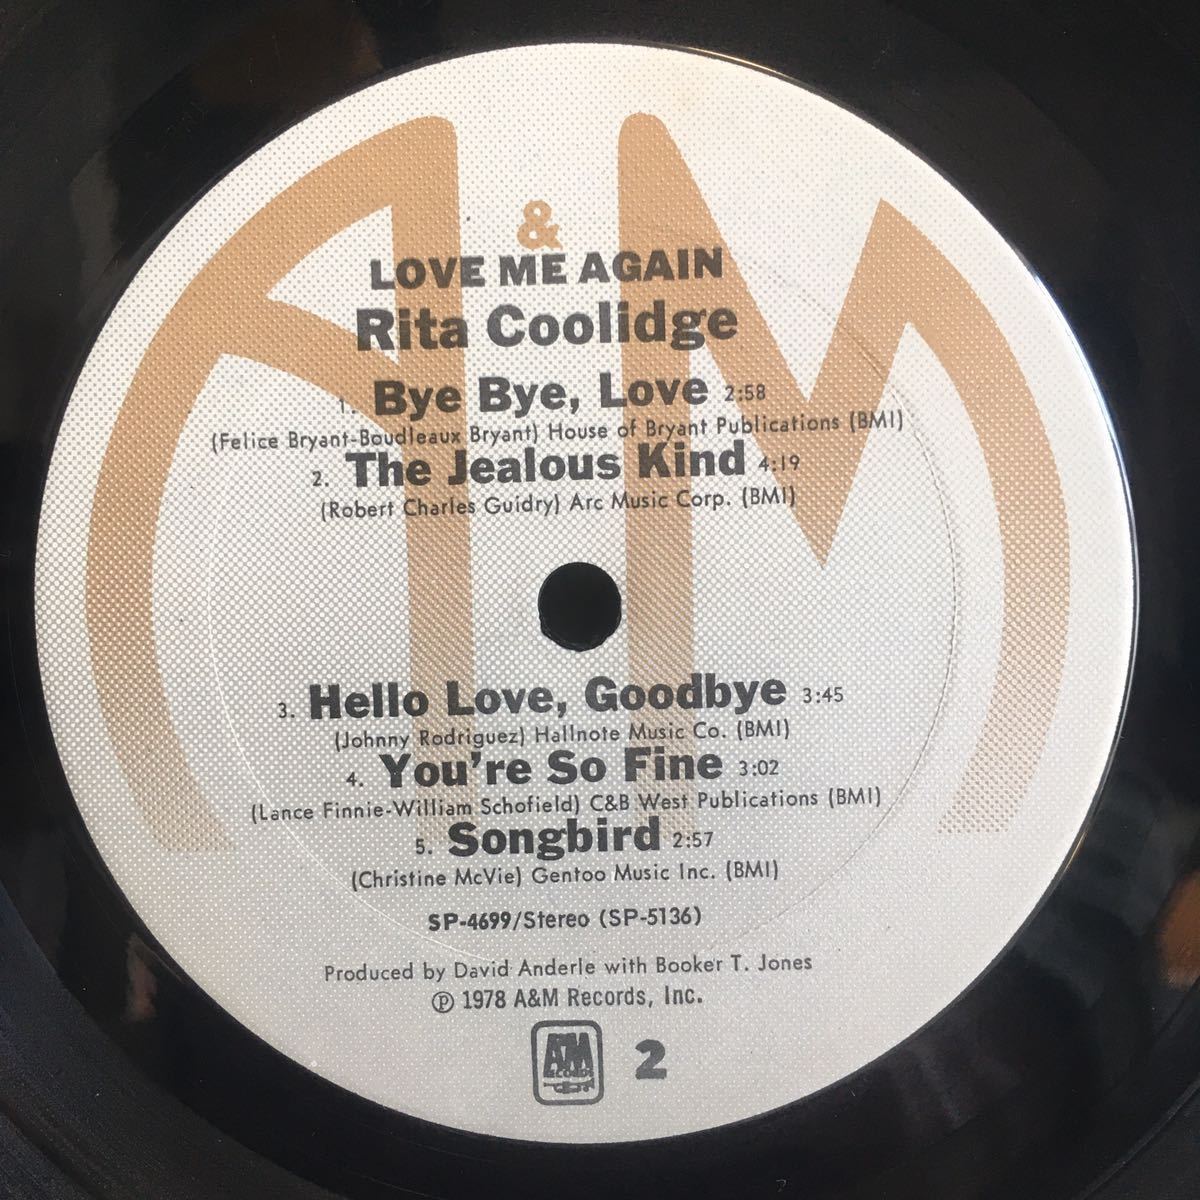 A & M
LOVE ME AGAIN
Rita Coolidge
1. Bye Bye, Love 2:58
(Felice Bryant-Boudleaux Bryant) House of Bryant Publications (BMI)
2. The Jealous Kind 4:19
(Robert Charles Guidry) Arc Music Corp. (BMI)
3. Hello Love, Goodbye 3:45
(Johnny Rodriguez) Hallnote Music Co. (BMI)
4. You're So Fine 3:02
(Lance Finnie-William Schofield) C&B West Publications (BMI)
5. Songbird 2:57
(Christine McVie) Gentoo Music Inc. (BMI)
SP-4699/Stereo (SP-5136)
Produced by David Anderle with Booker T. Jones
Ⓟ 1978 A&M Records, Inc.
A&M
RECORDS
2